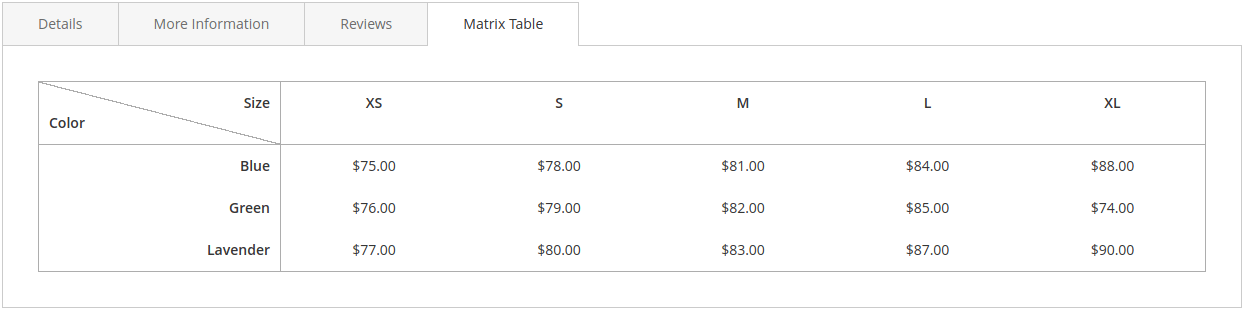 Details More Information Reviews Matrix Table
Size XS S M L XL
Color
Blue $75.00 $78.00 $81.00 $84.00 $88.00
Green $76.00 $79.00 $82.00 $85.00 $74.00
Lavender $77.00 $80.00 $83.00 $87.00 $90.00